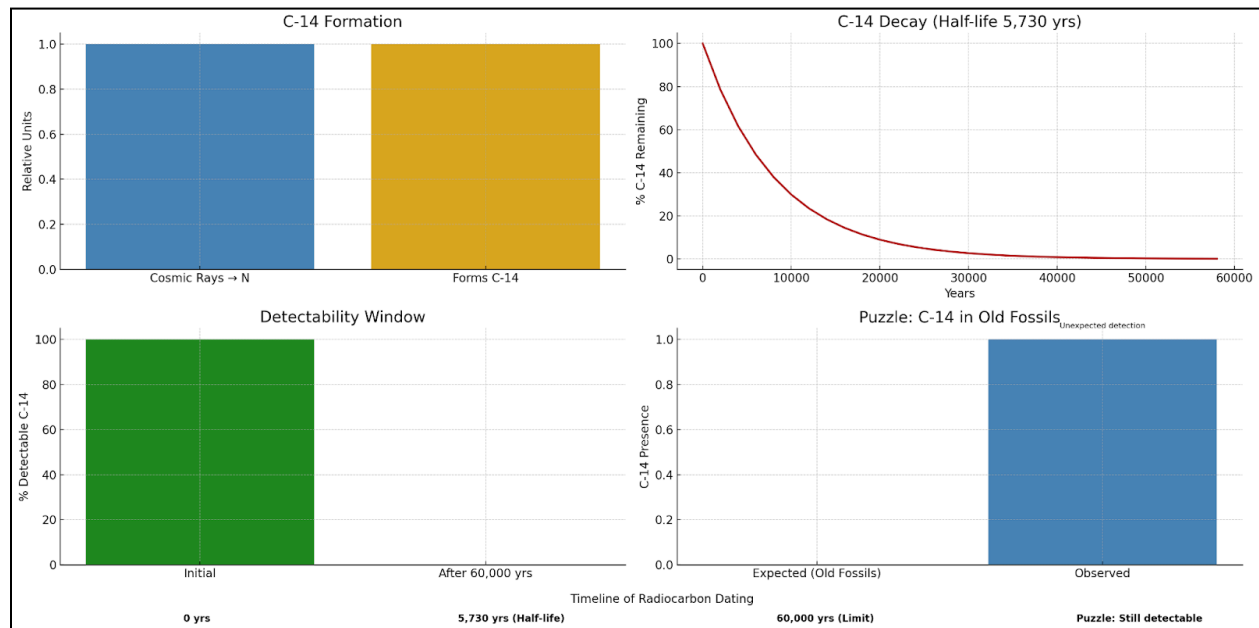 C-14 Formation
1.0
0.8
0.6
0.4
0.2
0.0
Relative Units
Cosmic Rays → N
Forms C-14
C-14 Decay (Half-life 5,730 yrs)
100
80
60
40
20
0
% C-14 Remaining
0
10000
20000
30000
40000
50000
60000
Years
Detectability Window
100
80
60
40
20
0
% Detectable C-14
Initial
After 60,000 yrs
Puzzle: C-14 in Old Fossils
Unexpected detection
1.0
0.8
0.6
0.4
0.2
0.0
C-14 Presence
Expected (Old Fossils)
Observed
Timeline of Radiocarbon Dating
0 yrs
5,730 yrs (Half-life)
60,000 yrs (Limit)
Puzzle: Still detectable